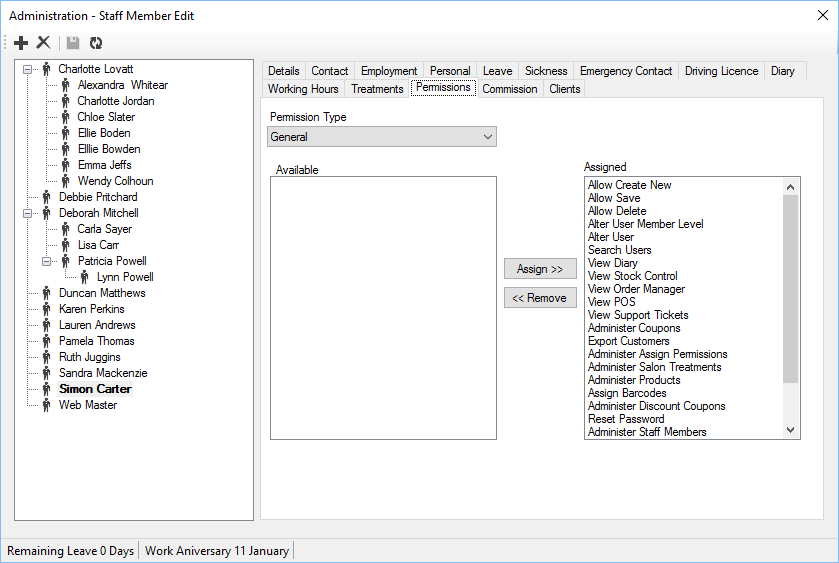 Administration - Staff Member Edit
Charlotte Lovatt
Alexandra Whitear
Charlotte Jordan
Chloe Slater
Ellie Boden
Elllie Bowden
Emma Jeffs
Wendy Colhoun
Debbie Pritchard
Deborah Mitchell
Carla Sayer
Lisa Carr
Patricia Powell
Lynn Powell
Duncan Matthews
Karen Perkins
Lauren Andrews
Pamela Thomas
Ruth Juggins
Sandra Mackenzie
Simon Carter
Web Master
Details Contact Employment Personal Leave Sickness Emergency Contact Driving Licence Diary
Working Hours Treatments Permissions Commission Clients
Permission Type
General
Available
Assign >>
<< Remove
Assigned
Allow Create New
Allow Save
Allow Delete
Alter User Member Level
Alter User
Search Users
View Diary
View Stock Control
View Order Manager
View POS
View Support Tickets
Administer Coupons
Export Customers
Administer Assign Permissions
Administer Salon Treatments
Administer Products
Assign Barcodes
Administer Discount Coupons
Reset Password
Administer Staff Members
Remaining Leave 0 Days Work Aniversary 11 January